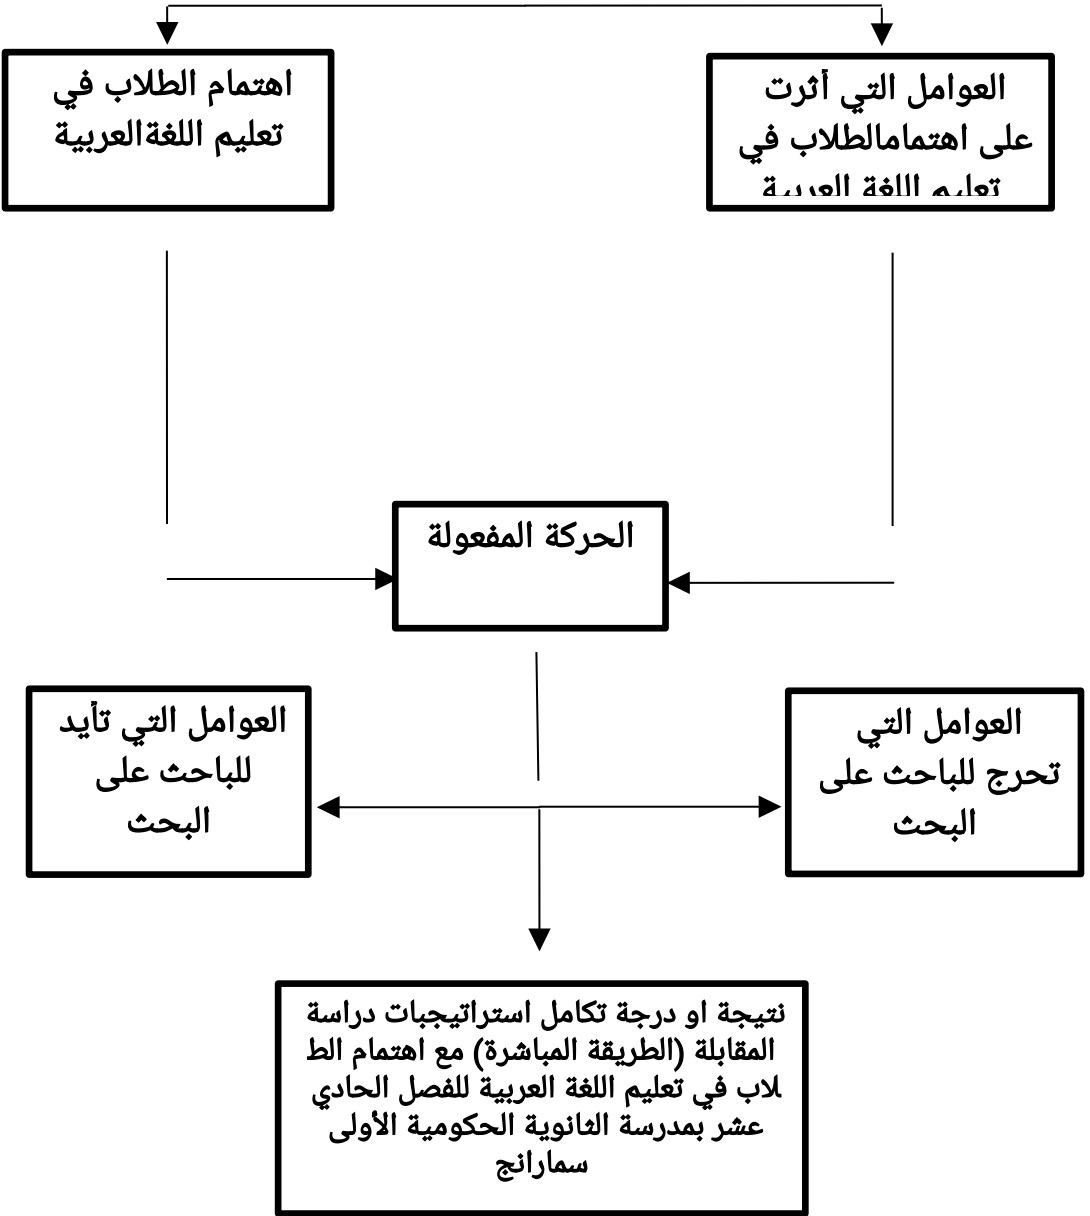 العوامل التي أثرت
على اهتمامالطلاب في
تعليم اللغة العربية
اهتمام الطلاب في
تعليم اللغةالعربية
الحركة المفعولة
العوامل التي
تحرج للباحث على
البحث
العوامل التي تأيد
للباحث على
البحث
نتيجة او درجة تكامل استراتيجبات دراسة
المقابلة (الطريقة المباشرة) مع اهتمام الط
لاب في تعليم اللغة العربية للفصل الحادي
عشر بمدرسة الثانوية الحكومية الأولى
سمارانج